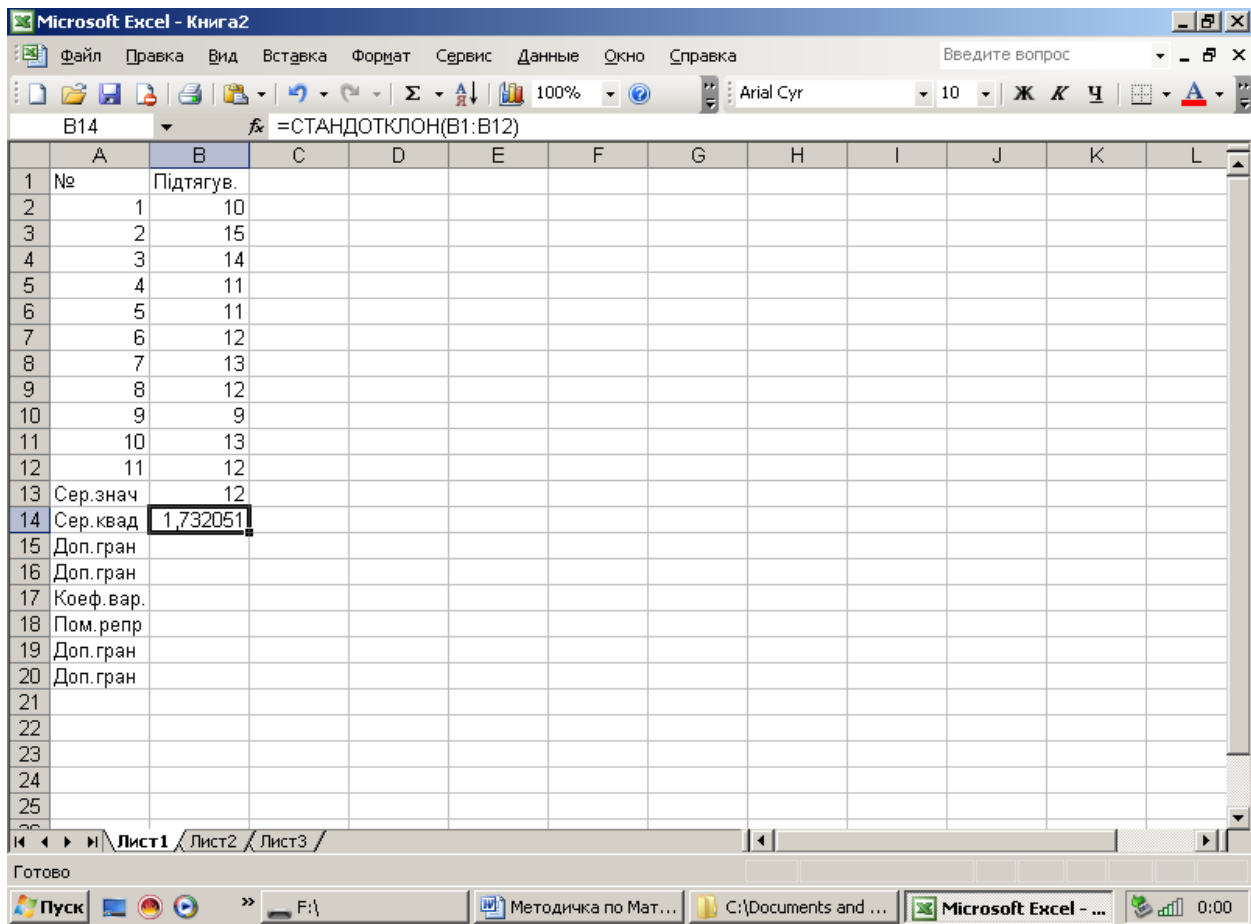 Microsoft Excel - Книга2
Файл Правка Вид Вставка Формат Сервис Данные Окно Справка Введите вопрос
100% Arial Cyr 10 Ж К Ч
B14 fx =СТАНДОТКЛОН(B1:B12)
A B C D E F G H I J K L
1 № Підтягув.
2 1 10
3 2 15
4 3 14
5 4 11
6 5 11
7 6 12
8 7 13
9 8 12
10 9 9
11 10 13
12 11 12
13 Сер.знач 12
14 Сер.квад 1,732051
15 Доп.гран
16 Доп.гран
17 Коеф.вар.
18 Пом.репр
19 Доп.гран
20 Доп.гран
21
22
23
24
25
Лист1 Лист2 Лист3
Готово
Пуск » F:\ Методичка по Мат... C:\Documents and ... Microsoft Excel - ... 0:00